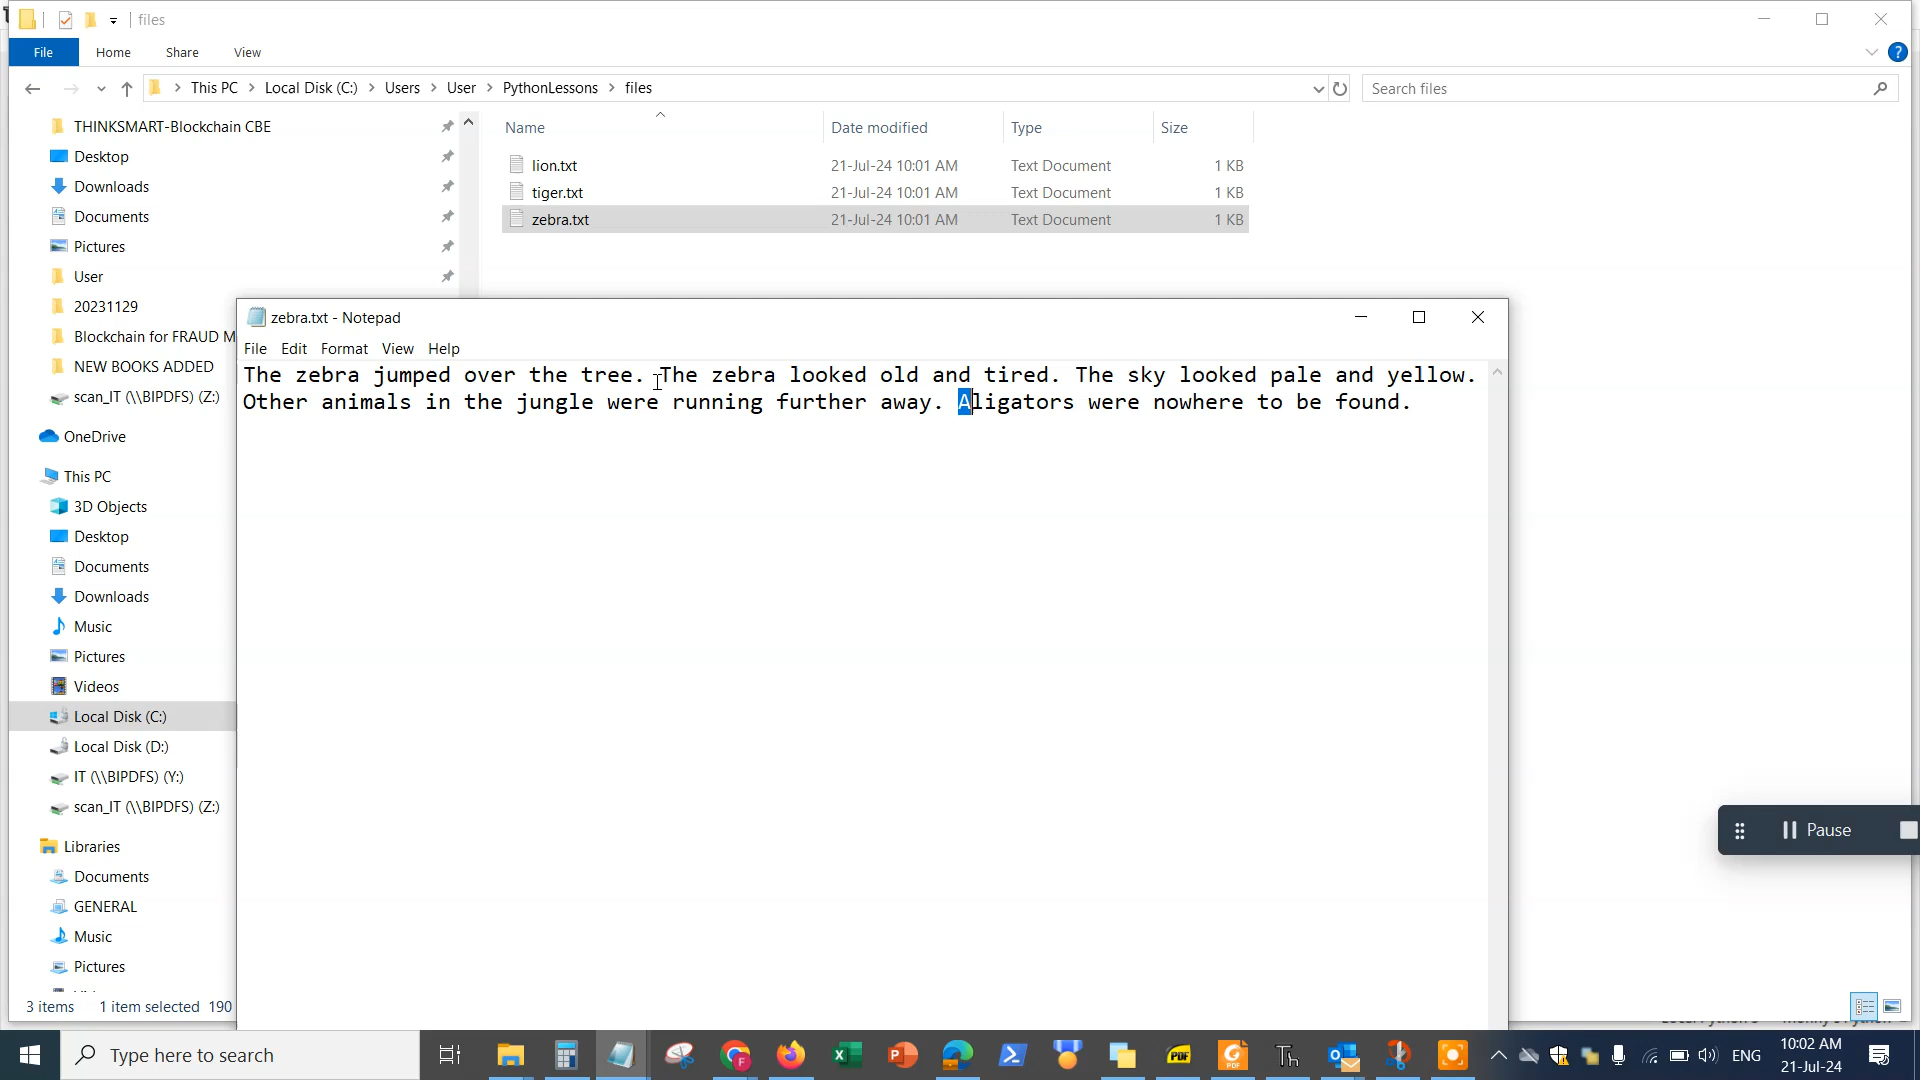 files
File Home Share View
This PC Local Disk (C:) Users User PythonLessons files
Search files
THINKSMART-Blockchain CBE
Desktop
Downloads
Documents
Pictures
User
20231129
Blockchain for FRAUD M
NEW BOOKS ADDED
scan_IT (\\BIPDFS) (Z:)
OneDrive
This PC
3D Objects
Desktop
Documents
Downloads
Music
Pictures
Videos
Local Disk (C:)
Local Disk (D:)
IT (\\BIPDFS) (Y:)
scan_IT (\\BIPDFS) (Z:)
Libraries
Documents
GENERAL
Music
Pictures
3 items 1 item selected 190
Name Date modified Type Size
lion.txt 21-Jul-24 10:01 AM Text Document 1 KB
tiger.txt 21-Jul-24 10:01 AM Text Document 1 KB
zebra.txt 21-Jul-24 10:01 AM Text Document 1 KB
zebra.txt - Notepad
File Edit Format View Help
The zebra jumped over the tree. The zebra looked old and tired. The sky looked pale and yellow.
Other animals in the jungle were running further away. Aligators were nowhere to be found.
Pause
Type here to search
PDF
PDF
Th
ENG
10:02 AM
21-Jul-24